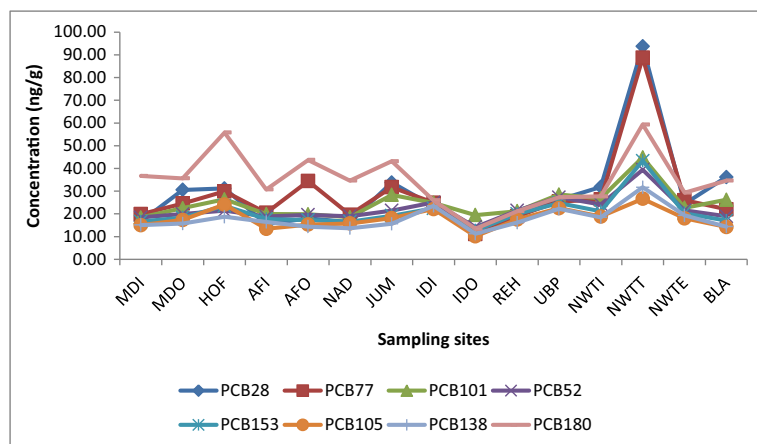 Concentration (ng/g)
100.00
90.00
80.00
70.00
60.00
50.00
40.00
30.00
20.00
10.00
0.00
MDI MDO HOF AFI AFO NAD JUM IDI IDO REH UBP NWTI NWTT NWTE BLA
Sampling sites
PCB28 PCB77 PCB101 PCB52
PCB153 PCB105 PCB138 PCB180